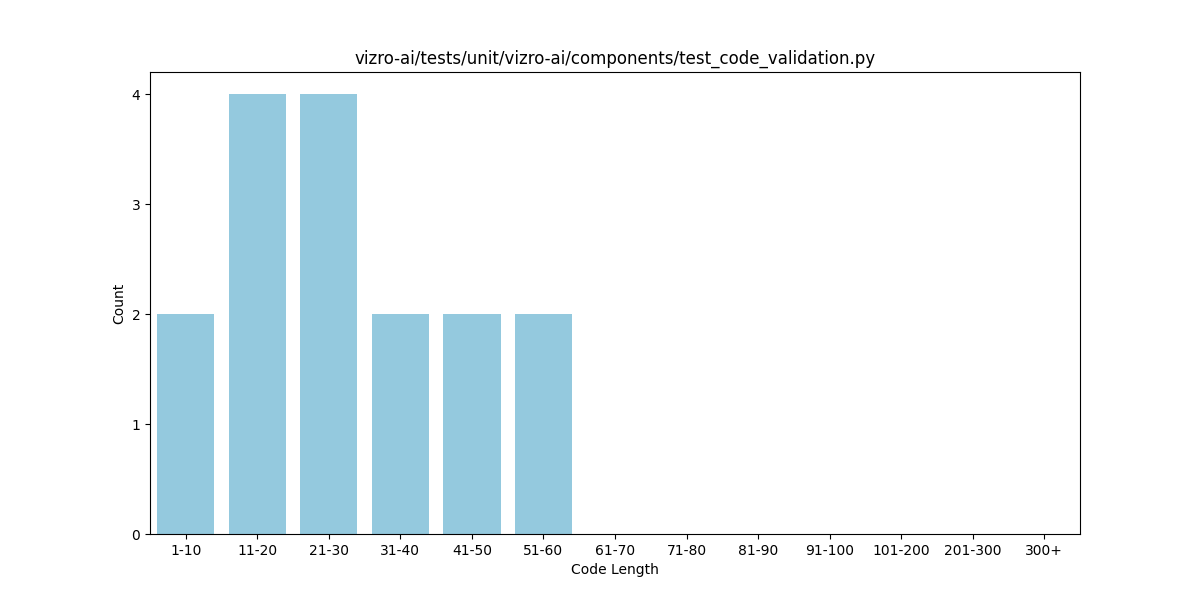 vizro-ai/tests/unit/vizro-ai/components/test_code_validation.py
4
3
2
1
0
Count
1-10 11-20 21-30 31-40 41-50 51-60 61-70 71-80 81-90 91-100 101-200 201-300 300+
Code Length